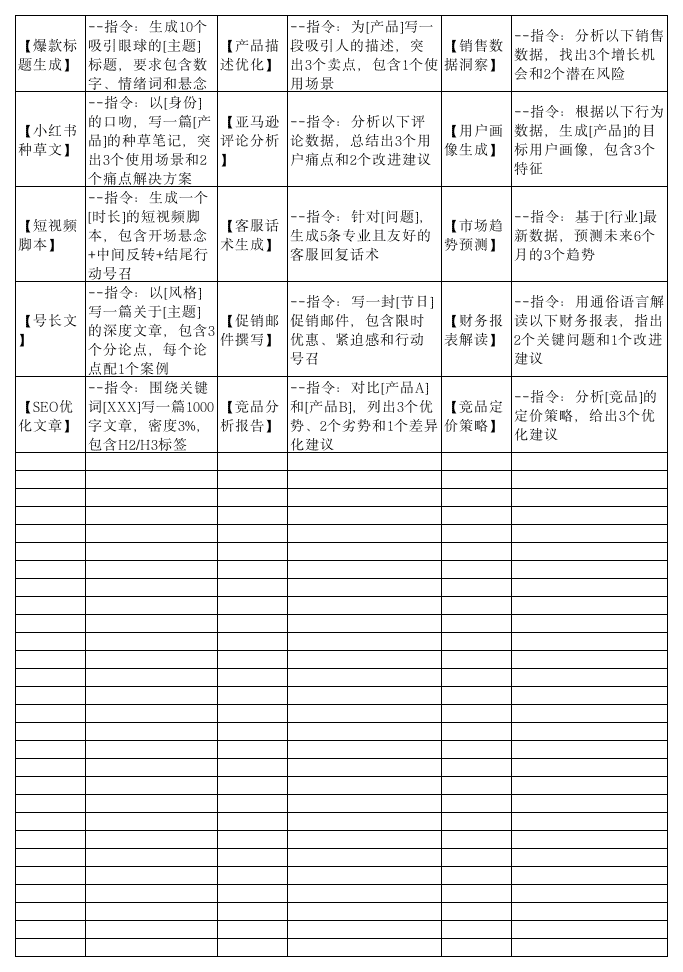 【爆款标
题生成】
--指令：生成10个
吸引眼球的[主题]
标题，要求包含数
字、情绪词和悬念
【产品描
述优化】
--指令：为[产品]写一
段吸引人的描述，突
出3个卖点，包含1个使
用场景
【销售数
据洞察】
--指令：分析以下销售
数据，找出3个增长机
会和2个潜在风险
【小红书
种草文】
--指令：以[身份]
的口吻，写一篇[产
品]的种草笔记，突
出3个使用场景和2
个痛点解决方案
【亚马逊
评论分析
】
--指令：分析以下评
论数据，总结出3个用
户痛点和2个改进建议
【用户画
像生成】
--指令：根据以下行为
数据，生成[产品]的目
标用户画像，包含3个
特征
【短视频
脚本】
--指令：生成一个
[时长]的短视频脚
本，包含开场悬念
+中间反转+结尾行
动号召
【客服话
术生成】
--指令：针对[问题]，
生成5条专业且友好的
客服回复话术
【市场趋
势预测】
--指令：基于[行业]最
新数据，预测未来6个
月的3个趋势
【号长文
】
--指令：以[风格]
写一篇关于[主题]
的深度文章，包含3
个分论点，每个论
点配1个案例
【促销邮
件撰写】
--指令：写一封[节日]
促销邮件，包含限时
优惠、紧迫感和行动
号召
【财务报
表解读】
--指令：用通俗语言解
读以下财务报表，指出
2个关键问题和1个改进
建议
【SEO优
化文章】
--指令：围绕关键
词[XXX]写一篇1000
字文章，密度3%，
包含H2/H3标签
【竞品分
析报告】
--指令：对比[产品A]
和[产品B]，列出3个优
势、2个劣势和1个差异
化建议
【竞品定
价策略】
--指令：分析[竞品]的
定价策略，给出3个优
化建议